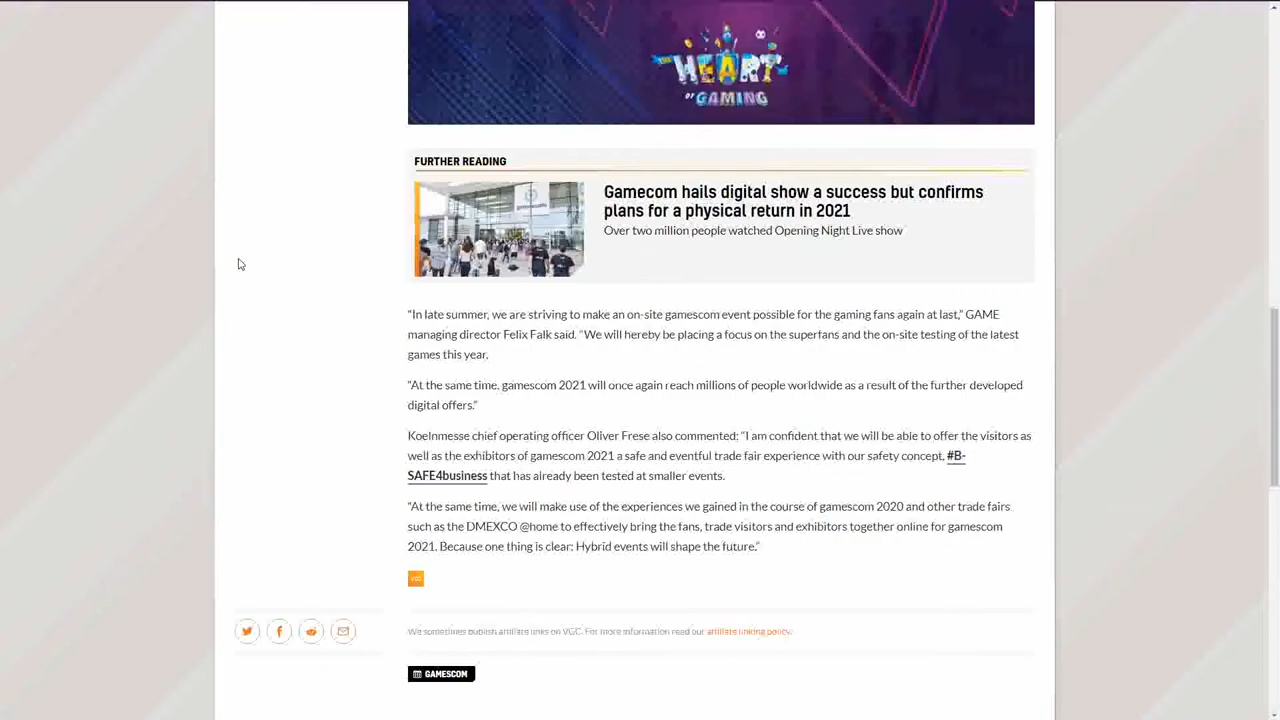 HEART
OF GAMING
FURTHER READING
Gamecom hails digital show a success but confirms
plans for a physical return in 2021
Over two million people watched Opening Night Live show
“In late summer, we are striving to make an on-site gamescom event possible for the gaming fans again at last,” GAME
managing director Felix Falk said. “We will hereby be placing a focus on the superfans and the on-site testing of the latest
games this year.
“At the same time, gamescom 2021 will once again reach millions of people worldwide as a result of the further developed
digital offers.”
Koelnmesse chief operating officer Oliver Frese also commented: “I am confident that we will be able to offer the visitors as
well as the exhibitors of gamescom 2021 a safe and eventful trade fair experience with our safety concept, #B-
SAFE4business that has already been tested at smaller events.
“At the same time, we will make use of the experiences we gained in the course of gamescom 2020 and other trade fairs
such as the DMEXCO @home to effectively bring the fans, trade visitors and exhibitors together online for gamescom
2021. Because one thing is clear: Hybrid events will shape the future.”
VGC
We sometimes publish affiliate links on VGC. For more information read our affiliate linking policy.
GAMESCOM